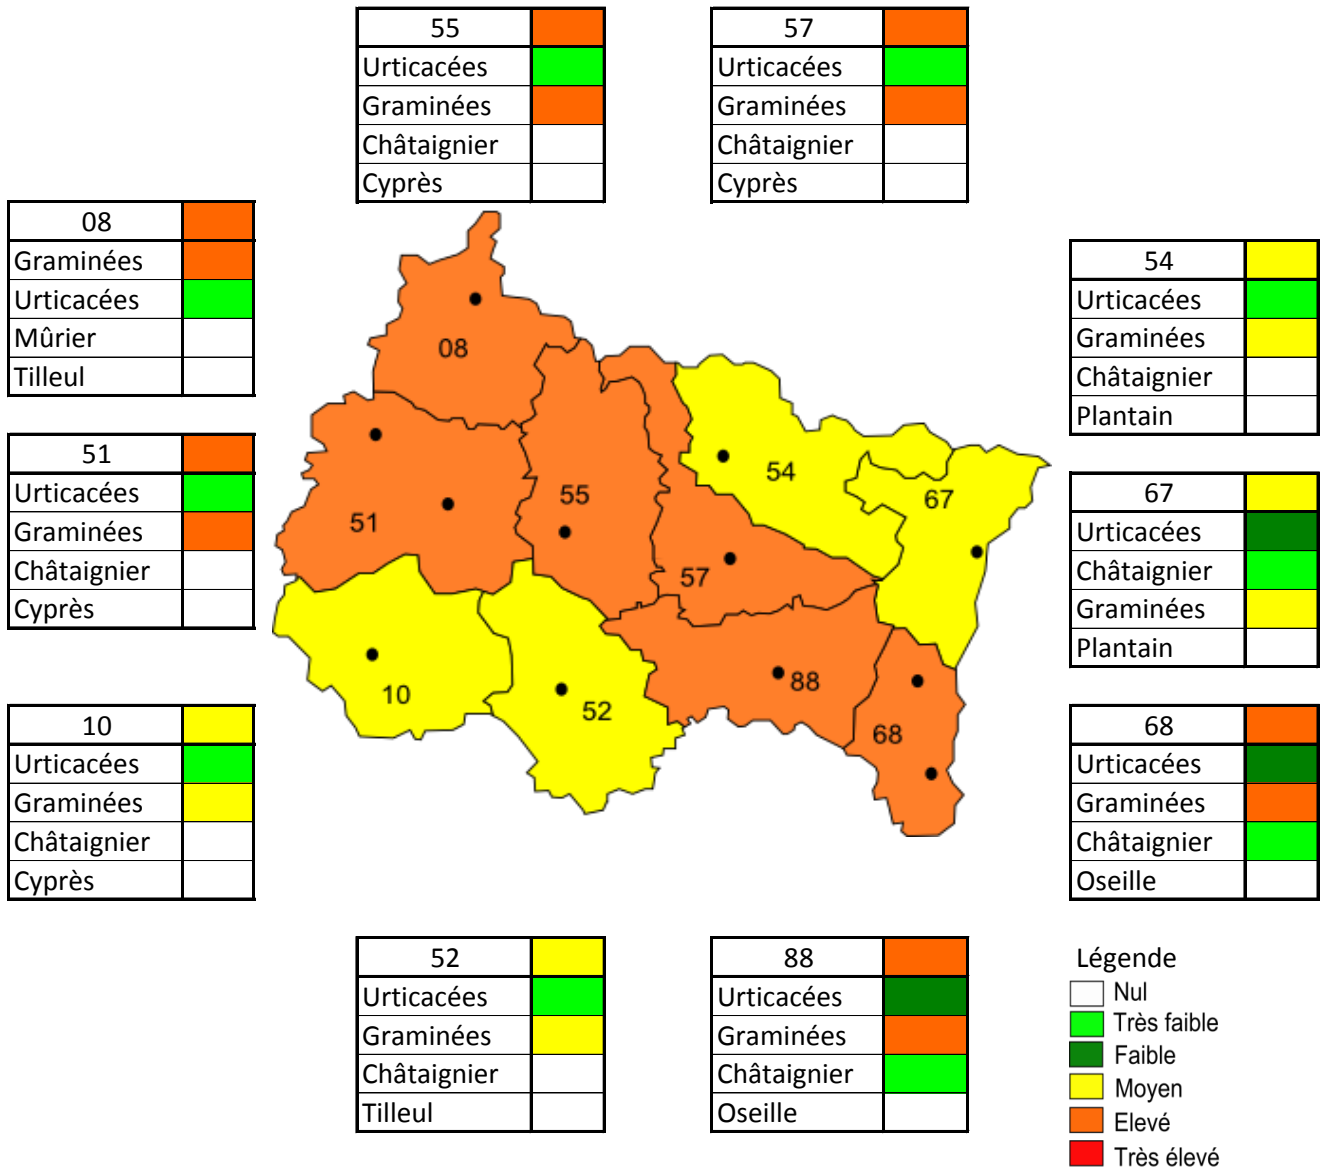 55
Urticacées
Graminées
Châtaignier
Cyprès
57
Urticacées
Graminées
Châtaignier
Cyprès
08
Graminées
Urticacées
Mûrier
Tilleul
51
Urticacées
Graminées
Châtaignier
Cyprès
10
Urticacées
Graminées
Châtaignier
Cyprès
08
54
67
55
51
57
88
10
52
68
54
Urticacées
Graminées
Châtaignier
Plantain
67
Urticacées
Châtaignier
Graminées
Plantain
68
Urticacées
Graminées
Châtaignier
Oseille
52
Urticacées
Graminées
Châtaignier
Tilleul
88
Urticacées
Graminées
Châtaignier
Oseille
Légende
Nul
Très faible
Faible
Moyen
Elevé
Très élevé